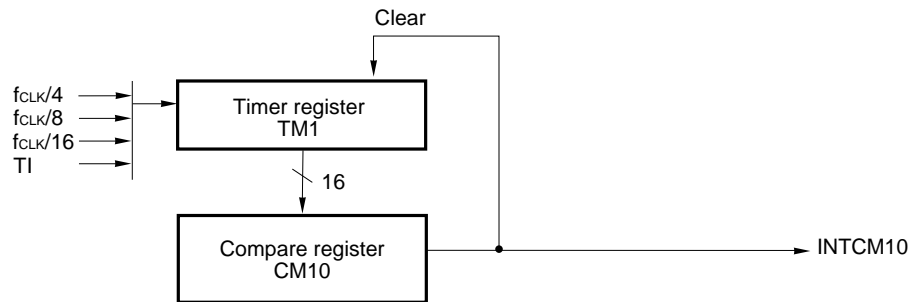 Clear
fCLK/4
fCLK/8
fCLK/16
TI
Timer register
TM1
16
Compare register
CM10
INTCM10